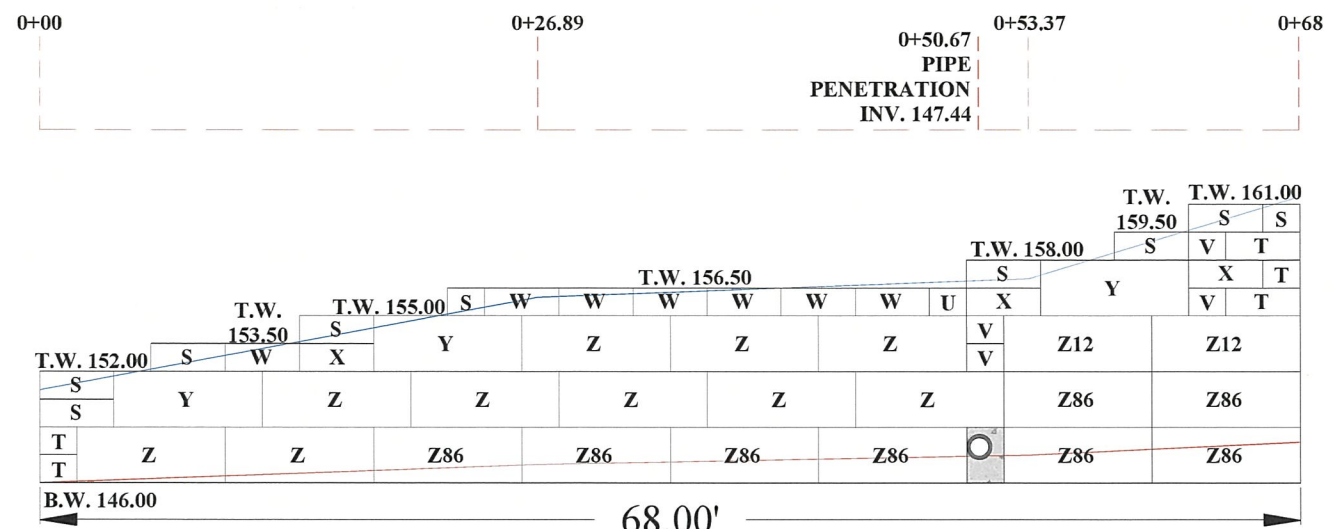 0+00
0+26.89
0+53.37
0+68
0+50.67
PIPE
PENETRATION
INV. 147.44
T.W.
159.50
T.W. 161.00
S S
S V T
T.W. 158.00
S Y X T
T.W. 156.50
S W W W W W W U X V T
T.W. 155.00
T.W.
153.50
S Y Z Z Z V Z12 Z12
S W X V
T.W. 152.00
S Y Z Z Z Z Z Z86 Z86
S
T Z Z Z86 Z86 Z86 Z86 Z86 Z86
T
B.W. 146.00
68.00'